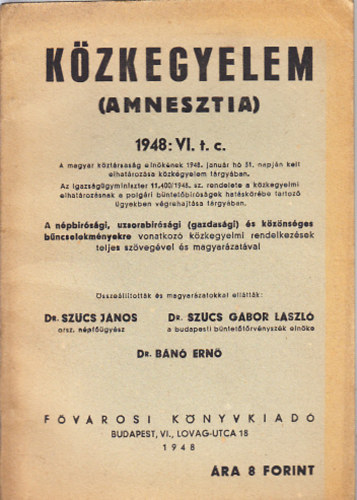 KÖZKEGYELEM
(AMNESZTIA)
1948: VI. t. c.
A magyar köztársaság elnökének 1948. január hó 31. napján kelt
elhatározása közkegyelem tárgyában.
Az igazságügyminiszter 11.400/1948. sz. rendelete a közkegyelmi
elhatározásnak a polgári büntetőbíróságok hatáskörébe tartozó
ügyekben végrehajtása tárgyában.
A népbírósági, uzsorabírósági (gazdasági) és közönséges
bűncselekményekre vonatkozó közkegyelmi rendelkezések
teljes szövegével és magyarázatával
Összeállították és magyarázatokkal ellátták:
DR. SZŰCS JÁNOS
orsz. népfőügyész
DR. SZŰCS GÁBOR LÁSZLÓ
a budapesti büntetőtörvényszék elnöke
DR. BÁNÓ ERNŐ
FŐVÁROSI KÖNYVKIADÓ
BUDAPEST, VI., LOVAG-UTCA 18
1948
ÁRA 8 FORINT